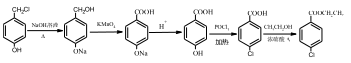 CH₂Cl CH₂OH COOH COOH COOH COOCH₂CH₃
NaOH溶液 KMnO₄ H⁺ POCl₃ CH₃CH₂OH
△ 加热 浓硫酸 △
OH ONa ONa OH Cl Cl